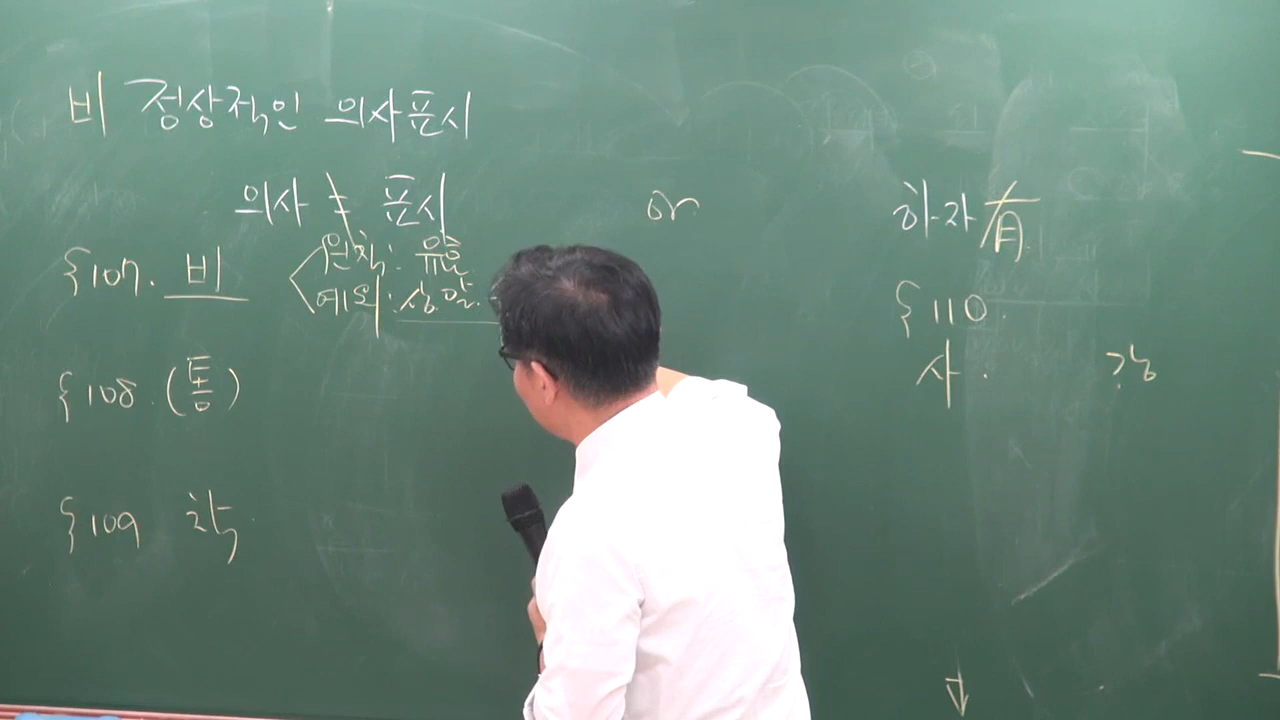 비 정상적인 의사표시
의사 ≠ 표시 or 하자有
{107. 비 원칙: 유효
예외: 상.알.
{110.
{108. (통) 사. 강
{109 착.